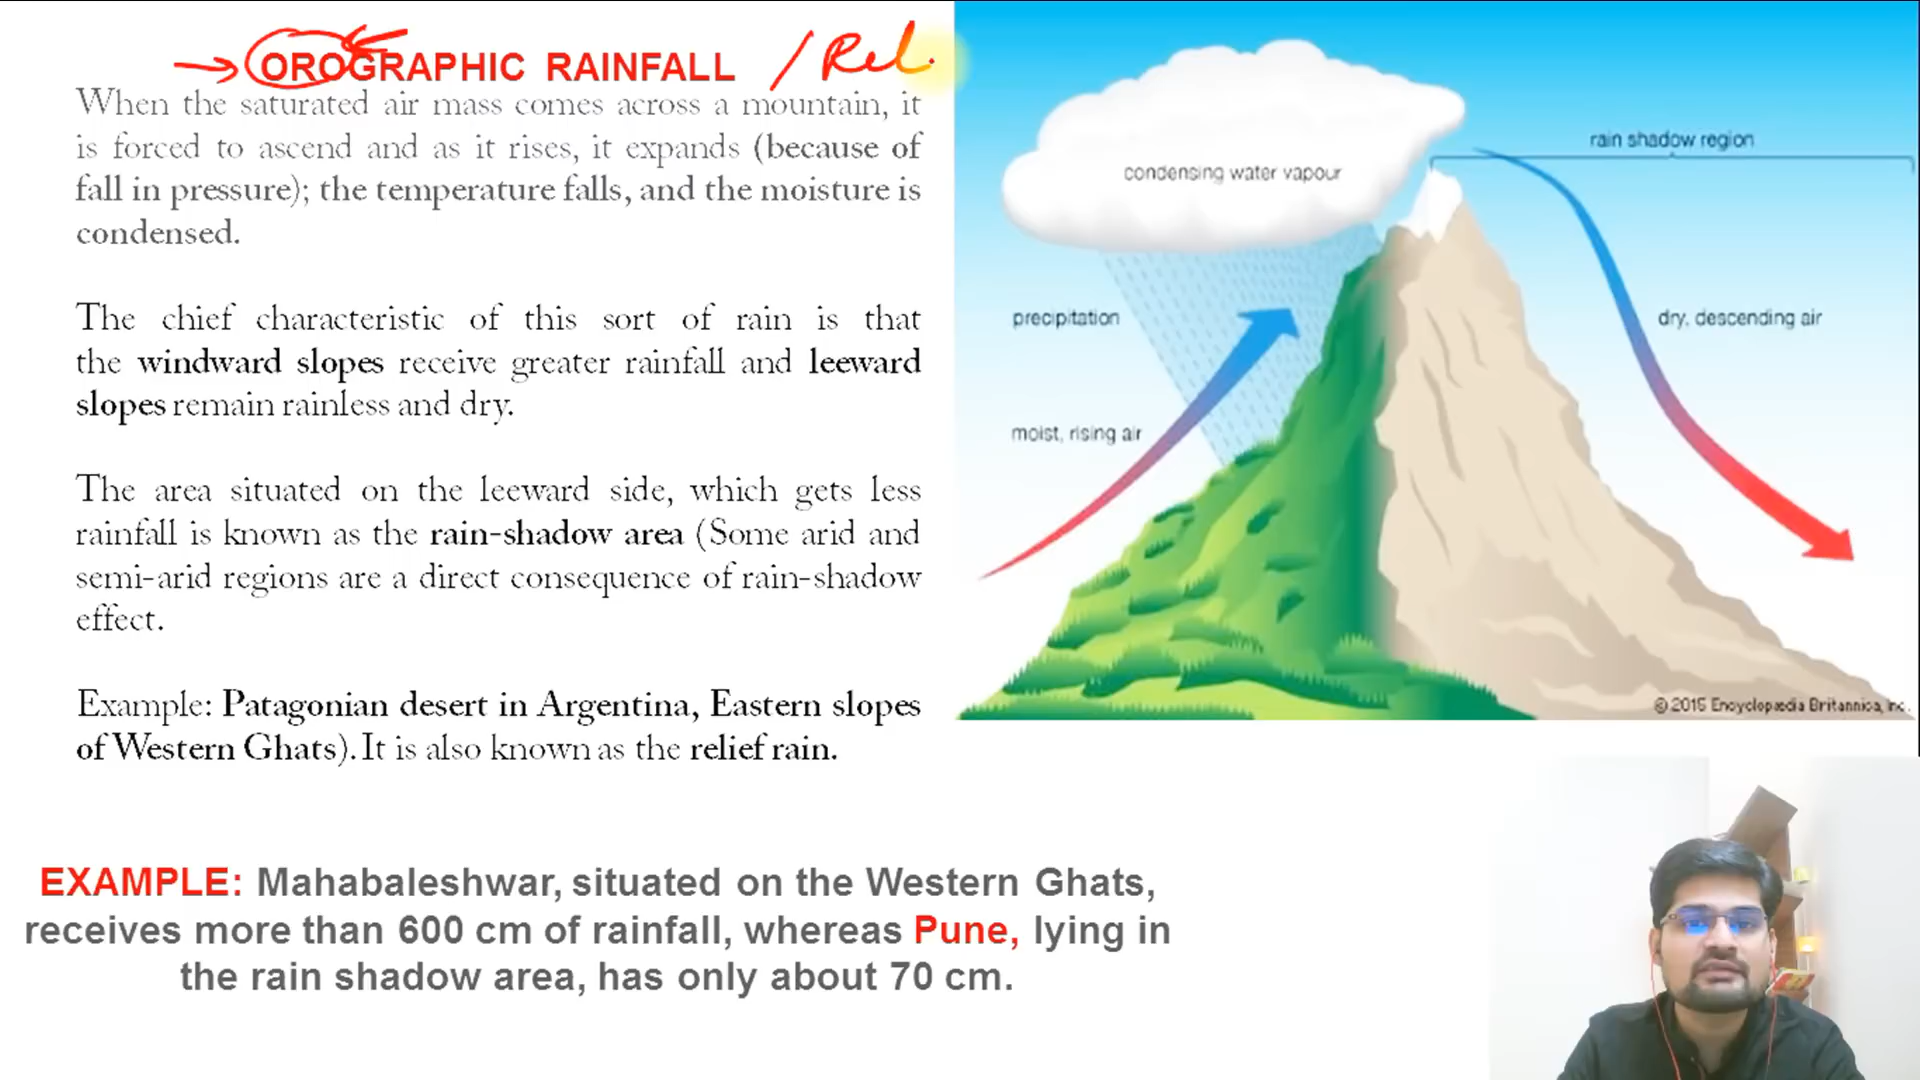 OROGRAPHIC RAINFALL / Rel.
When the saturated air mass comes across a mountain, it
is forced to ascend and as it rises, it expands (because of
fall in pressure); the temperature falls, and the moisture is
condensed.
The chief characteristic of this sort of rain is that
the windward slopes receive greater rainfall and leeward
slopes remain rainless and dry.
The area situated on the leeward side, which gets less
rainfall is known as the rain-shadow area (Some arid and
semi-arid regions are a direct consequence of rain-shadow
effect.
Example: Patagonian desert in Argentina, Eastern slopes
of Western Ghats). It is also known as the relief rain.
rain shadow region
condensing water vapour
precipitation
dry, descending air
moist, rising air
© 2015 Encyclopædia Britannica, Inc.
EXAMPLE: Mahabaleshwar, situated on the Western Ghats,
receives more than 600 cm of rainfall, whereas Pune, lying in
the rain shadow area, has only about 70 cm.